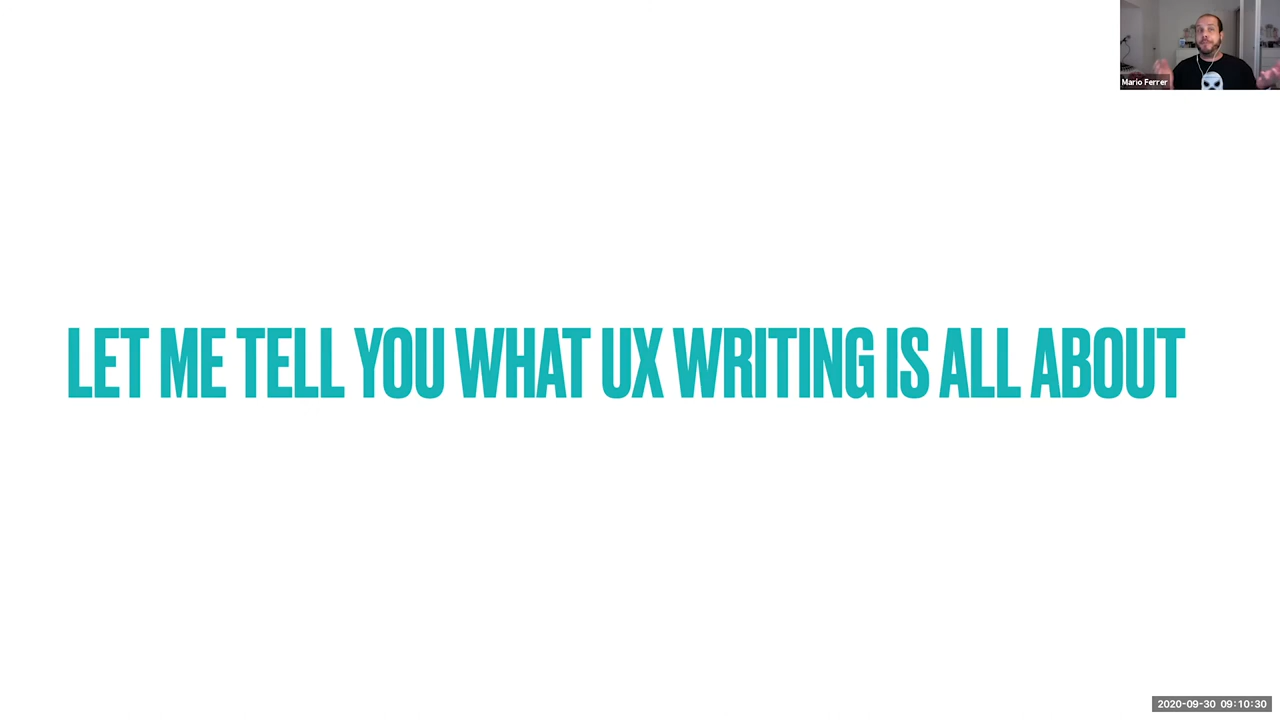 Mario Ferrer
LET ME TELL YOU WHAT UX WRITING IS ALL ABOUT
2020-09-30 09:10:30